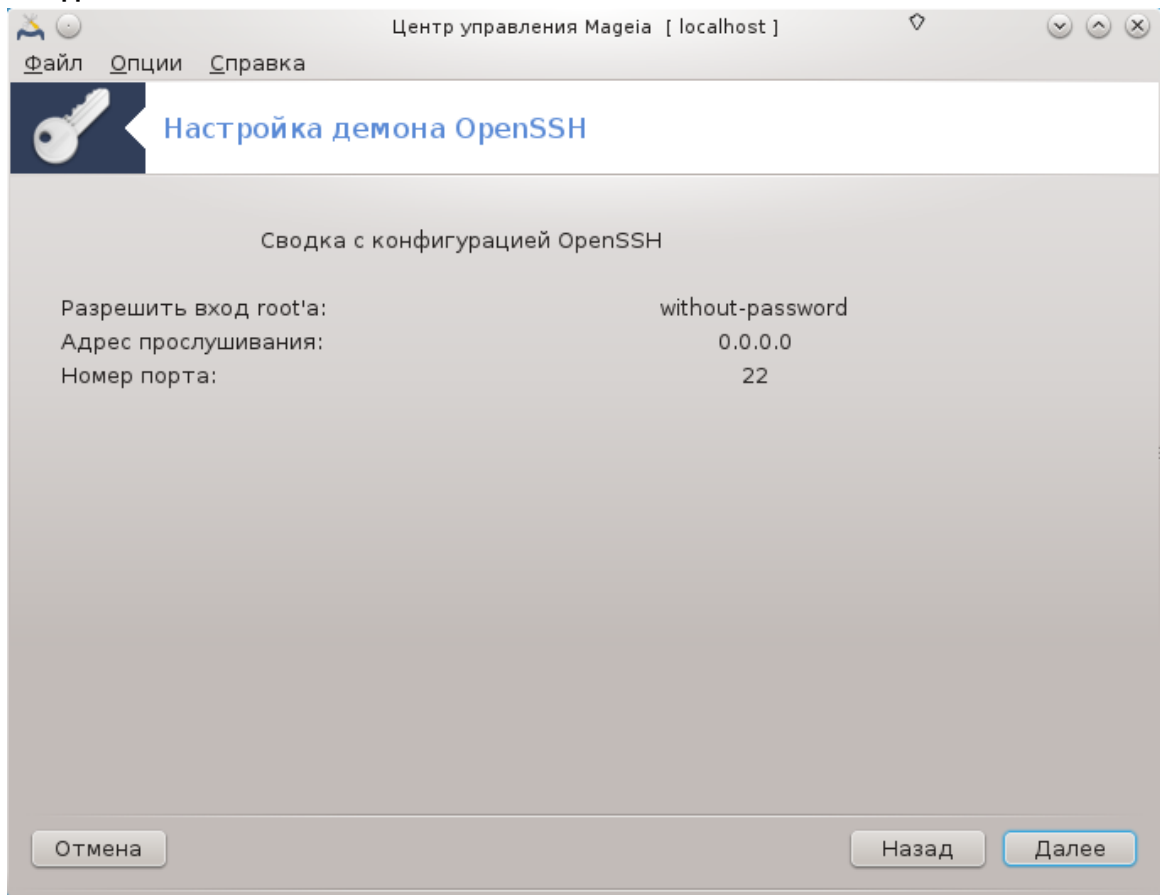 Центр управления Mageia [ localhost ]
Файл Опции Справка
Настройка демона OpenSSH
Сводка с конфигурацией OpenSSH
Разрешить вход root'а: without-password
Адрес прослушивания: 0.0.0.0
Номер порта: 22
Отмена Назад Далее